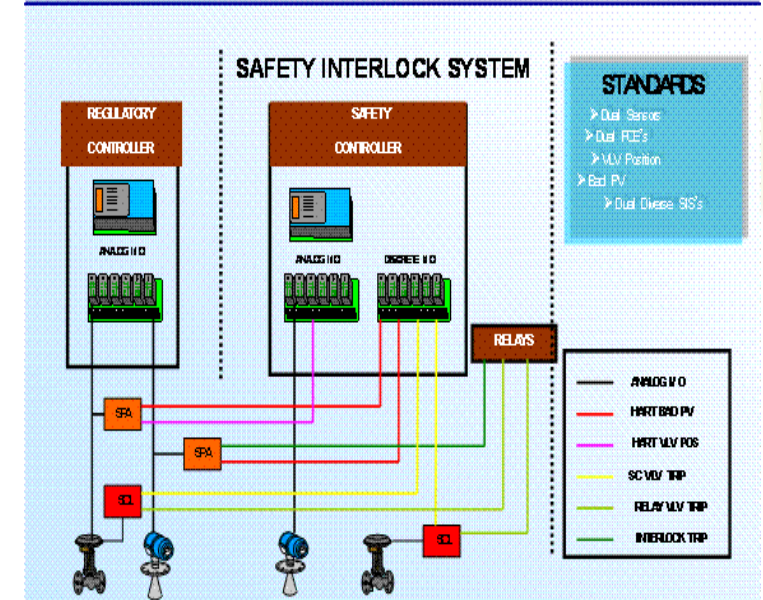 SAFETY INTERLOCK SYSTEM
REGULATORY
CONTROLLER
ANALOG I/O
SAFETY
CONTROLLER
ANALOG I/O
DISCRETE I/O
STANDARDS
➤Dual Sensors
➤Dual FCE's
➤VLV Position
➤Bad PV
➤Dual Diverse SIS's
RELAYS
SPA
SPA
SOL
SOL
ANALOG I/O
HART BAD PV
HART VLV POS
SC VLV TRIP
RELAY VLV TRIP
INTERLOCK TRIP